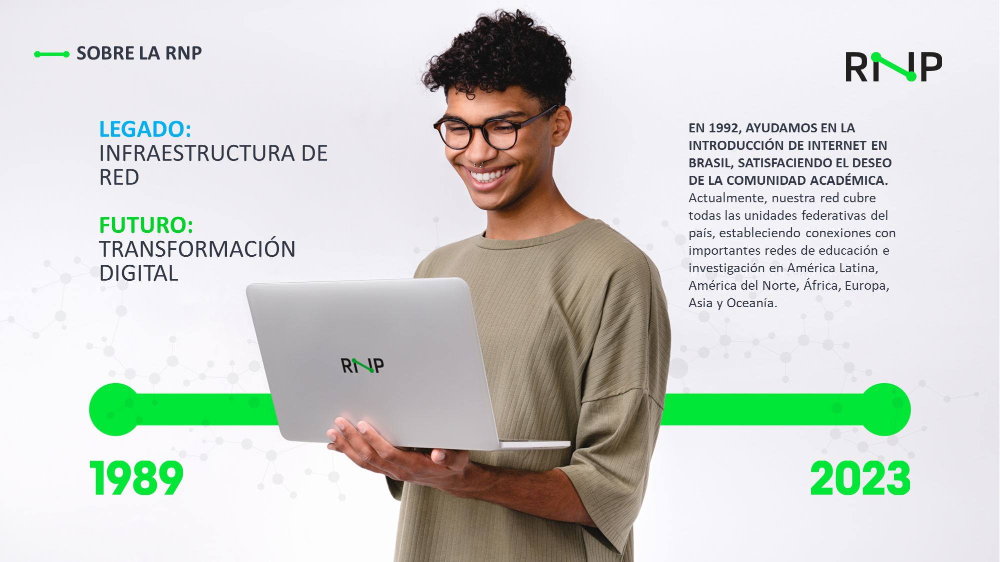 SOBRE LA RNP
RNP
LEGADO:
INFRAESTRUCTURA DE
RED
FUTURO:
TRANSFORMACIÓN
DIGITAL
EN 1992, AYUDAMOS EN LA
INTRODUCCIÓN DE INTERNET EN
BRASIL, SATISFACIENDO EL DESEO
DE LA COMUNIDAD ACADÉMICA.
Actualmente, nuestra red cubre
todas las unidades federativas del
país, estableciendo conexiones con
importantes redes de educación e
investigación en América Latina,
América del Norte, África, Europa,
Asia y Oceanía.
RNP
1989
2023